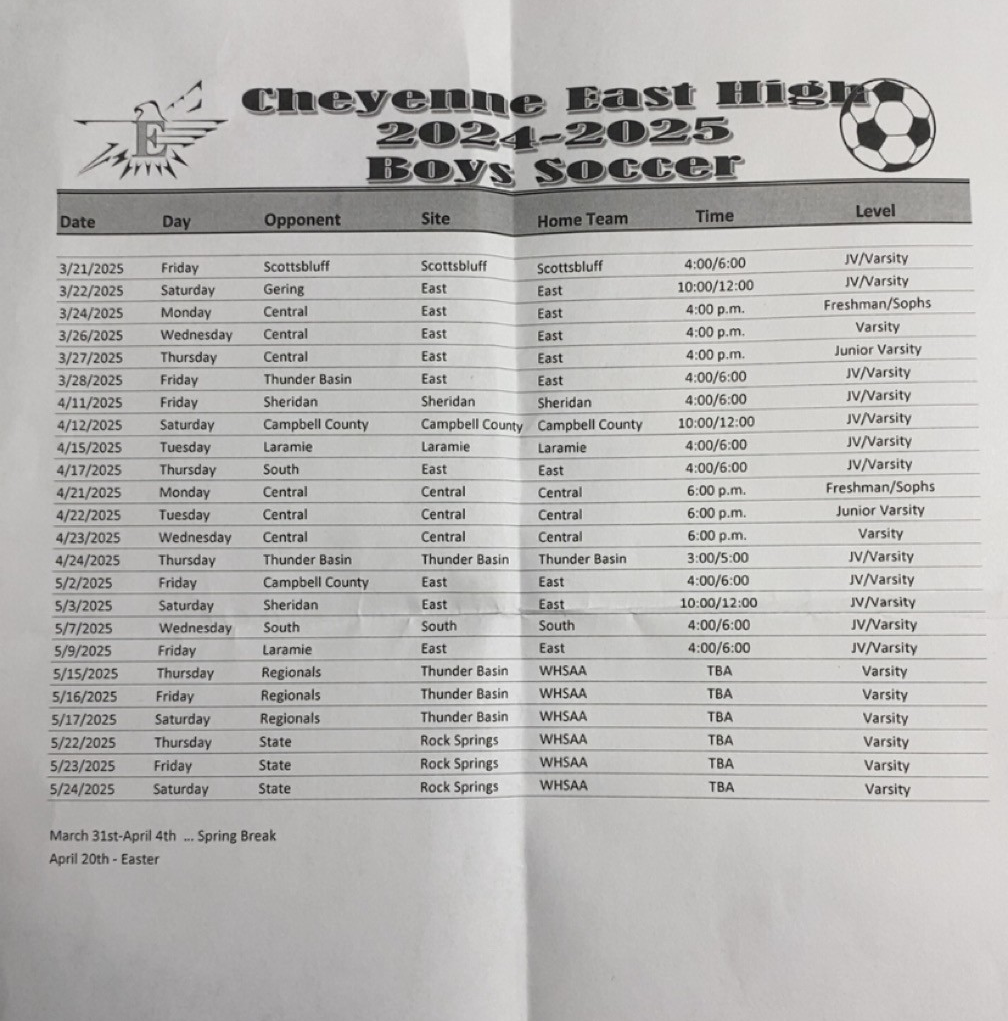 E
Cheyenne East High
2024-2025
Boys Soccer
Date Day Opponent Site Home Team Time Level
3/21/2025 Friday Scottsbluff Scottsbluff Scottsbluff 4:00/6:00 JV/Varsity
3/22/2025 Saturday Gering East East 10:00/12:00 JV/Varsity
3/24/2025 Monday Central East East 4:00 p.m. Freshman/Sophs
3/26/2025 Wednesday Central East East 4:00 p.m. Varsity
3/27/2025 Thursday Central East East 4:00 p.m. Junior Varsity
3/28/2025 Friday Thunder Basin East East 4:00/6:00 JV/Varsity
4/11/2025 Friday Sheridan Sheridan Sheridan 4:00/6:00 JV/Varsity
4/12/2025 Saturday Campbell County Campbell County Campbell County 10:00/12:00 JV/Varsity
4/15/2025 Tuesday Laramie Laramie Laramie 4:00/6:00 JV/Varsity
4/17/2025 Thursday South East East 4:00/6:00 JV/Varsity
4/21/2025 Monday Central Central Central 6:00 p.m. Freshman/Sophs
4/22/2025 Tuesday Central Central Central 6:00 p.m. Junior Varsity
4/23/2025 Wednesday Central Central Central 6:00 p.m. Varsity
4/24/2025 Thursday Thunder Basin Thunder Basin Thunder Basin 3:00/5:00 JV/Varsity
5/2/2025 Friday Campbell County East East 4:00/6:00 JV/Varsity
5/3/2025 Saturday Sheridan East East 10:00/12:00 JV/Varsity
5/7/2025 Wednesday South South South 4:00/6:00 JV/Varsity
5/9/2025 Friday Laramie East East 4:00/6:00 JV/Varsity
5/15/2025 Thursday Regionals Thunder Basin WHSAA TBA Varsity
5/16/2025 Friday Regionals Thunder Basin WHSAA TBA Varsity
5/17/2025 Saturday Regionals Thunder Basin WHSAA TBA Varsity
5/22/2025 Thursday State Rock Springs WHSAA TBA Varsity
5/23/2025 Friday State Rock Springs WHSAA TBA Varsity
5/24/2025 Saturday State Rock Springs WHSAA TBA Varsity
March 31st-April 4th ... Spring Break
April 20th - Easter